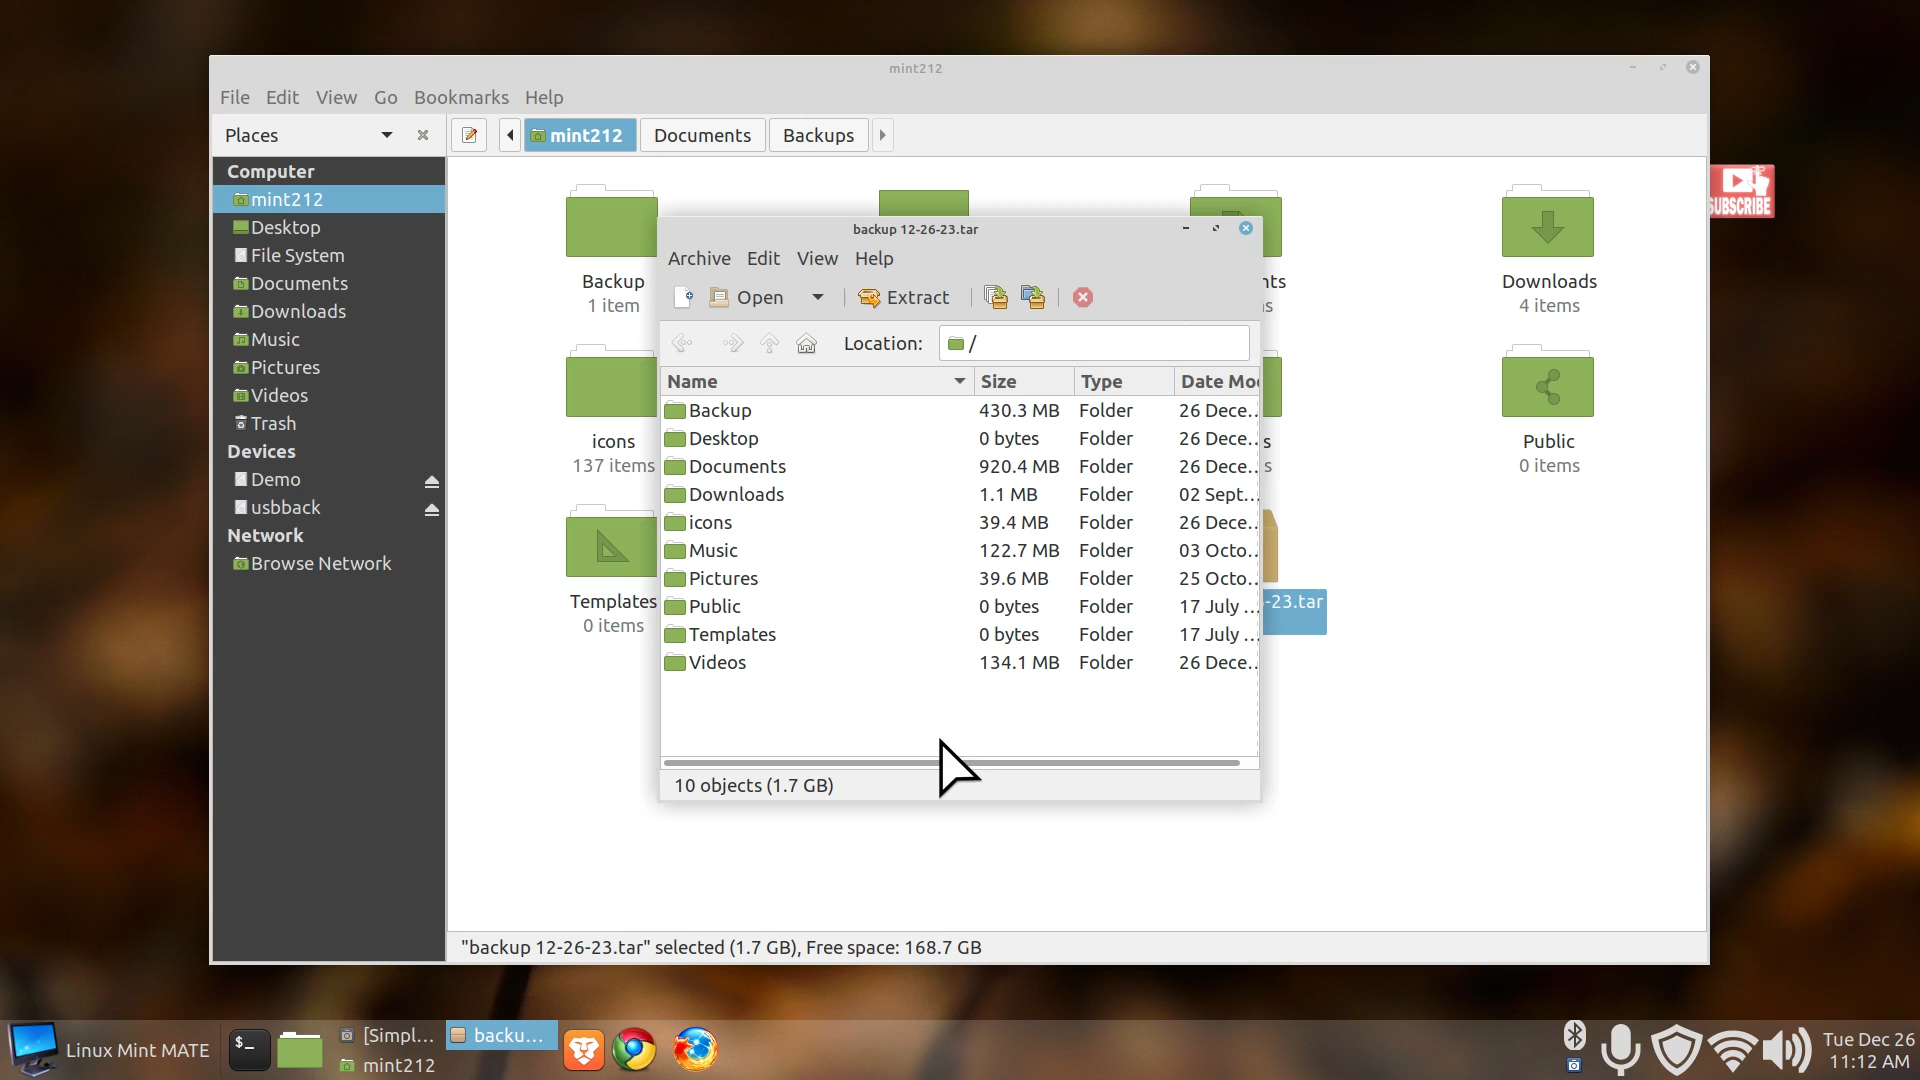 mint212
File Edit View Go Bookmarks Help
Places
mint212 Documents Backups
Computer
mint212
Desktop
File System
Documents
Downloads
Music
Pictures
Videos
Trash
Devices
Demo
usbback
Network
Browse Network
Backup
1 item
icons
137 items
Templates
0 items
nts
Downloads
4 items
s
s
Public
0 items
-23.tar
SUBSCRIBE
backup 12-26-23.tar
Archive Edit View Help
Open Extract
Location: /
Name Size Type Date Mo
Backup 430.3 MB Folder 26 Dece...
Desktop 0 bytes Folder 26 Dece...
Documents 920.4 MB Folder 26 Dece...
Downloads 1.1 MB Folder 02 Sept...
icons 39.4 MB Folder 26 Dece...
Music 122.7 MB Folder 03 Octo...
Pictures 39.6 MB Folder 25 Octo...
Public 0 bytes Folder 17 July ...
Templates 0 bytes Folder 17 July ...
Videos 134.1 MB Folder 26 Dece...
10 objects (1.7 GB)
"backup 12-26-23.tar" selected (1.7 GB), Free space: 168.7 GB
Linux Mint MATE
$_
[Simpl...
mint212
backu...
Tue Dec 26
11:12 AM